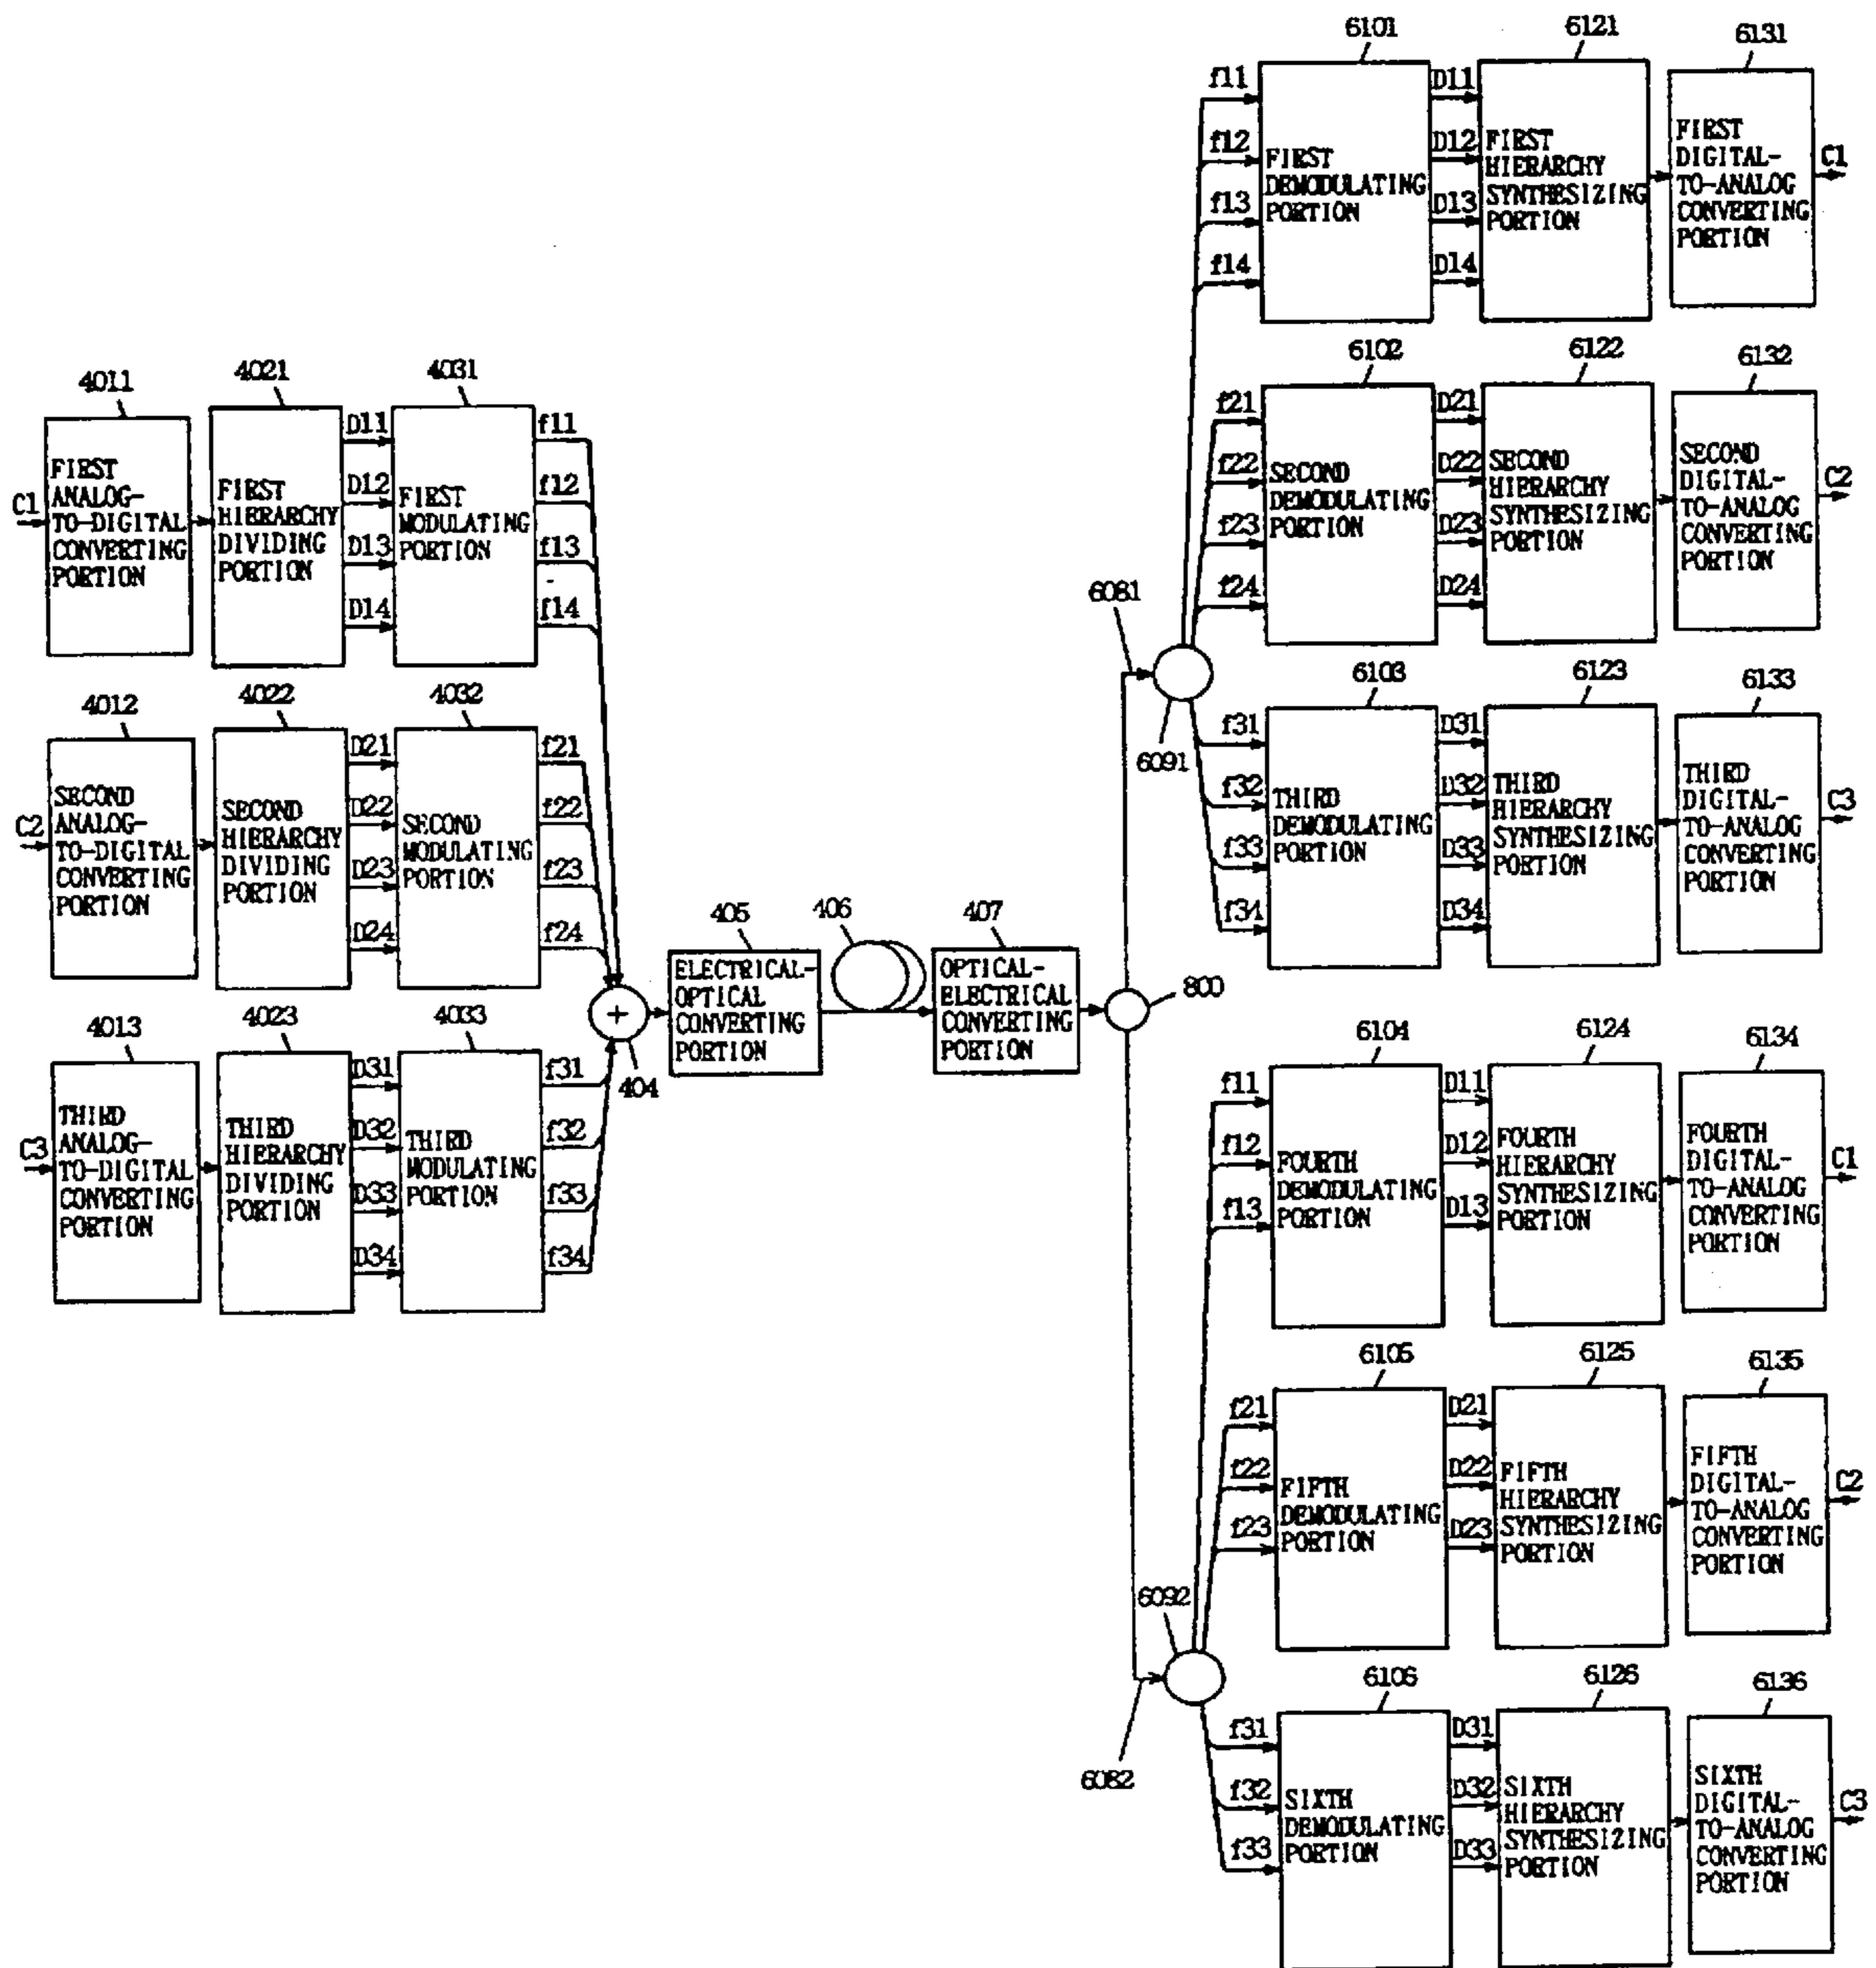 6101
6121
6131
f11
f12
f13
f14
FIRST
DEMODULATING
PORTION
D11
D12
D13
D14
FIRST
HIERARCHY
SYNTHESIZING
PORTION
FIRST
DIGITAL-
TO-ANALOG
CONVERTING
PORTION
C1
6102
6122
6132
f21
f22
f23
f24
SECOND
DEMODULATING
PORTION
D21
D22
D23
D24
SECOND
HIERARCHY
SYNTHESIZING
PORTION
SECOND
DIGITAL-
TO-ANALOG
CONVERTING
PORTION
C2
4011
4021
4031
C1
FIRST
ANALOG-
TO-DIGITAL
CONVERTING
PORTION
FIRST
HIERARCHY
DIVIDING
PORTION
D11
D12
D13
D14
FIRST
MODULATING
PORTION
f11
f12
f13
f14
6081
6091
6103
6123
6133
f31
f32
f33
f34
THIRD
DEMODULATING
PORTION
D31
D32
D33
D34
THIRD
HIERARCHY
SYNTHESIZING
PORTION
THIRD
DIGITAL-
TO-ANALOG
CONVERTING
PORTION
C3
4012
4022
4032
C2
SECOND
ANALOG-
TO-DIGITAL
CONVERTING
PORTION
SECOND
HIERARCHY
DIVIDING
PORTION
D21
D22
D23
D24
SECOND
MODULATING
PORTION
f21
f22
f23
f24
405
406
407
+
404
ELECTRICAL-
OPTICAL
CONVERTING
PORTION
OPTICAL-
ELECTRICAL
CONVERTING
PORTION
800
4013
4023
4033
C3
THIRD
ANALOG-
TO-DIGITAL
CONVERTING
PORTION
THIRD
HIERARCHY
DIVIDING
PORTION
D31
D32
D33
D34
THIRD
MODULATING
PORTION
f31
f32
f33
f34
6104
6124
6134
f11
f12
f13
FOURTH
DEMODULATING
PORTION
D11
D12
D13
FOURTH
HIERARCHY
SYNTHESIZING
PORTION
FOURTH
DIGITAL-
TO-ANALOG
CONVERTING
PORTION
C1
6105
6125
6135
f21
f22
f23
FIFTH
DEMODULATING
PORTION
D21
D22
D23
FIFTH
HIERARCHY
SYNTHESIZING
PORTION
FIFTH
DIGITAL-
TO-ANALOG
CONVERTING
PORTION
C2
6092
6082
6106
6126
6136
f31
f32
f33
SIXTH
DEMODULATING
PORTION
D31
D32
D33
SIXTH
HIERARCHY
SYNTHESIZING
PORTION
SIXTH
DIGITAL-
TO-ANALOG
CONVERTING
PORTION
C3